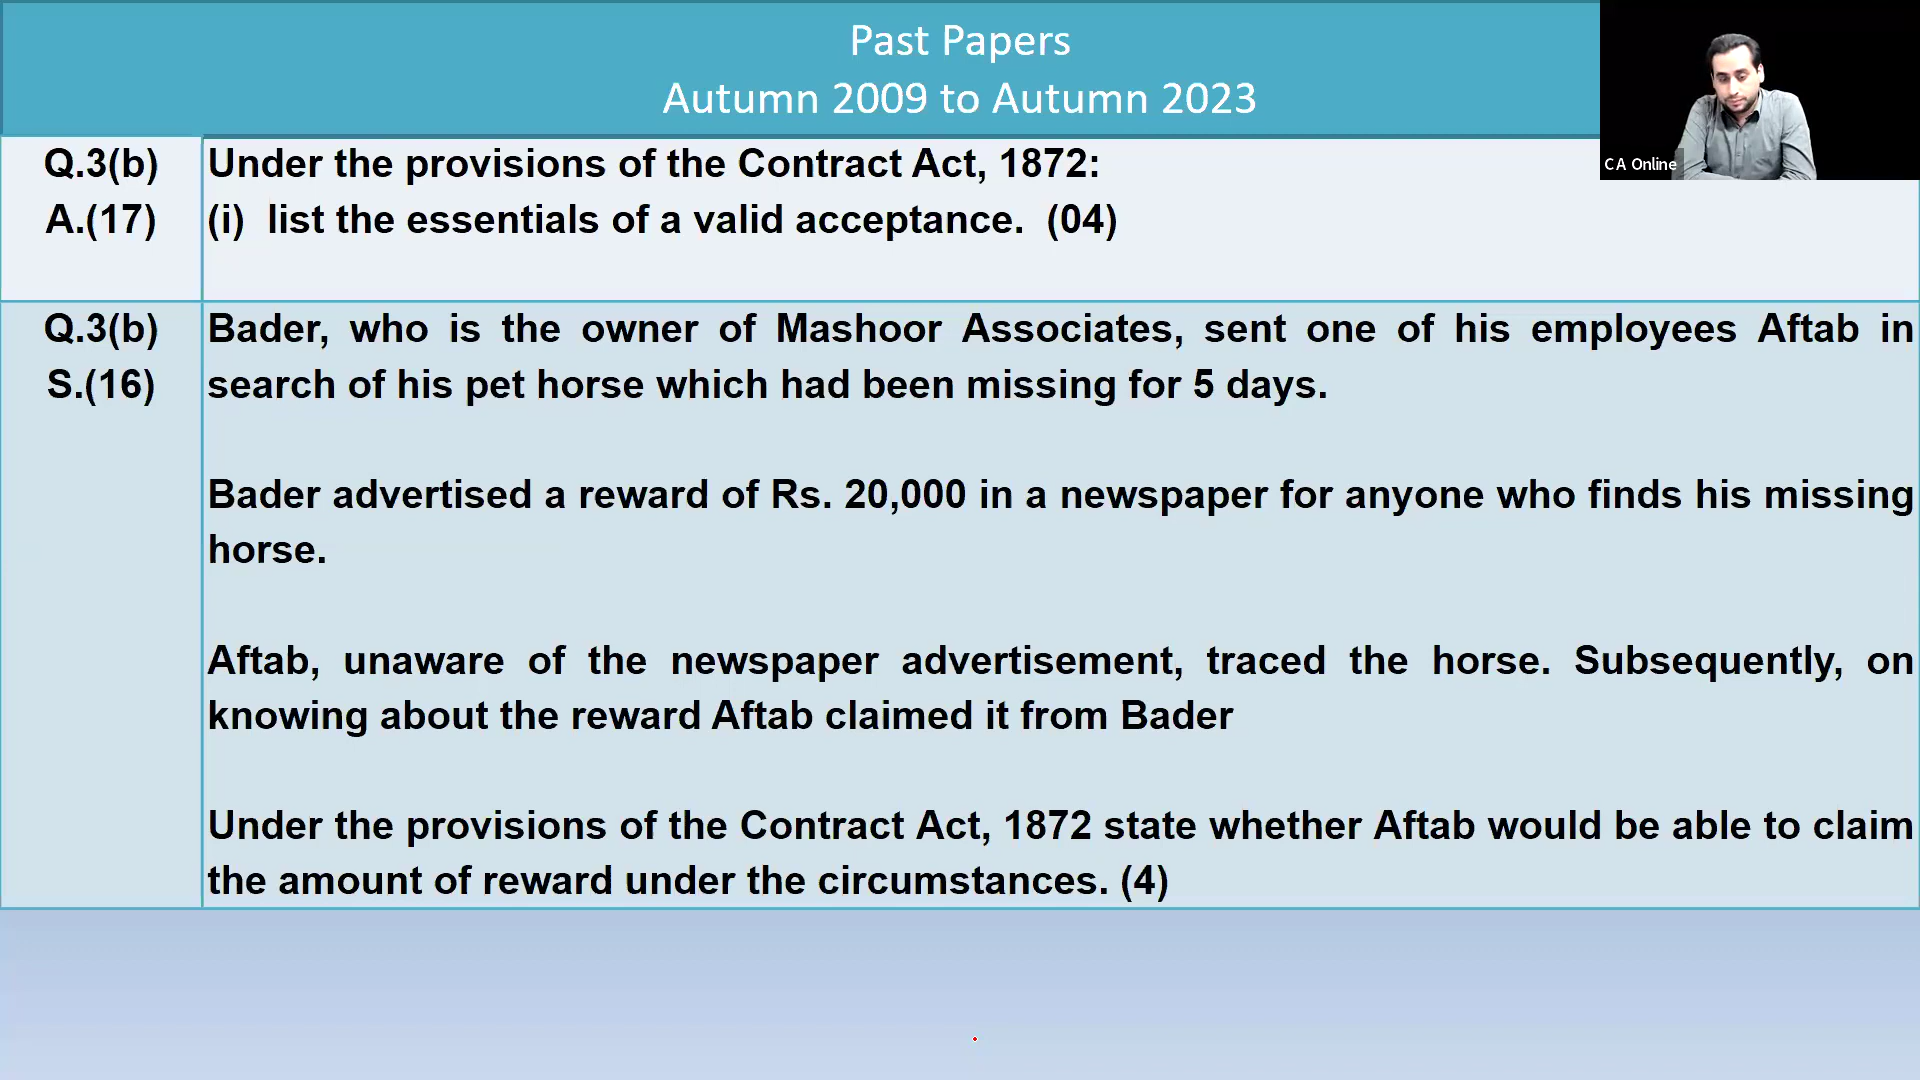 Past Papers
Autumn 2009 to Autumn 2023
CA Online
Q.3(b)
A.(17)
Under the provisions of the Contract Act, 1872:
(i) list the essentials of a valid acceptance. (04)
Q.3(b)
S.(16)
Bader, who is the owner of Mashoor Associates, sent one of his employees Aftab in
search of his pet horse which had been missing for 5 days.
Bader advertised a reward of Rs. 20,000 in a newspaper for anyone who finds his missing
horse.
Aftab, unaware of the newspaper advertisement, traced the horse. Subsequently, on
knowing about the reward Aftab claimed it from Bader
Under the provisions of the Contract Act, 1872 state whether Aftab would be able to claim
the amount of reward under the circumstances. (4)